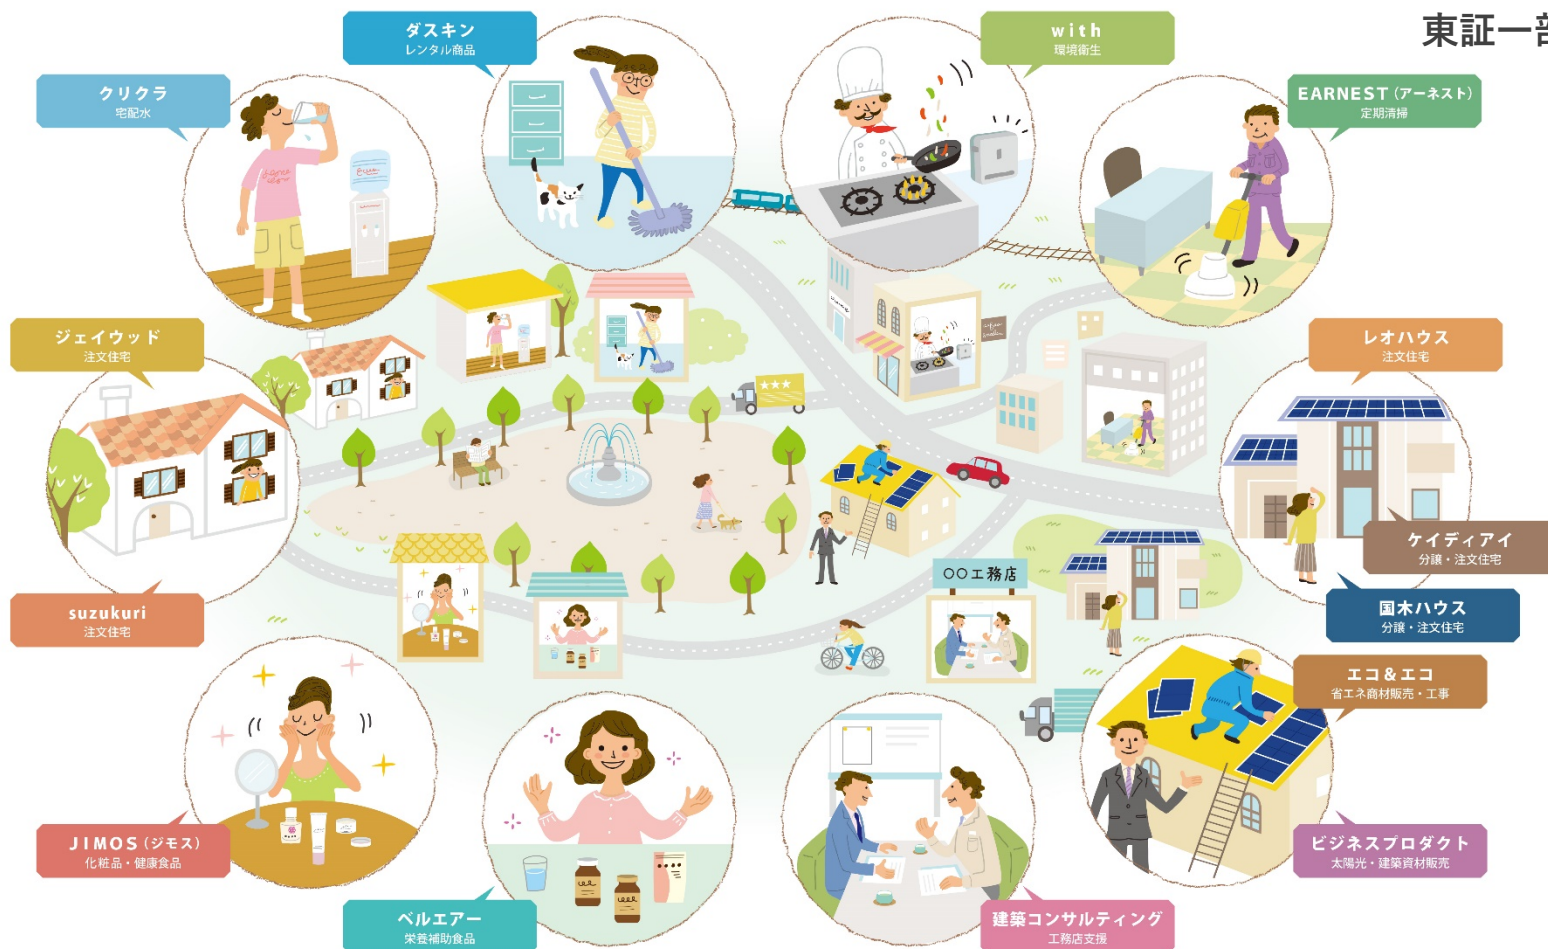 東証一部
ダスキン
レンタル商品
with
環境衛生
クリクラ
宅配水
EARNEST（アーネスト）
定期清掃
ジェイウッド
注文住宅
レオハウス
注文住宅
ケイディアイ
分譲・注文住宅
○○工務店
suzukuri
注文住宅
国木ハウス
分譲・注文住宅
エコ＆エコ
省エネ商材販売・工事
JIMOS（ジモス）
化粧品・健康食品
ビジネスプロダクト
太陽光・建築資材販売
ベルエアー
栄養補助食品
建築コンサルティング
工務店支援